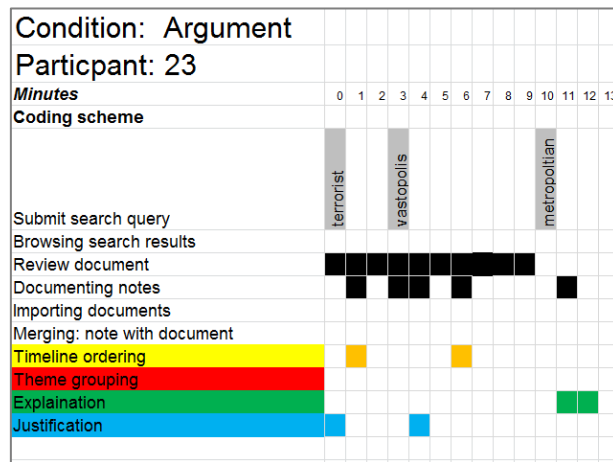 Condition: Argument
Particpant: 23
Minutes 0 1 2 3 4 5 6 7 8 9 10 11 12 13
Coding scheme
Submit search query terrorist vastopolis metropoltian
Browsing search results
Review document
Documenting notes
Importing documents
Merging: note with document
Timeline ordering
Theme grouping
Explaination
Justification